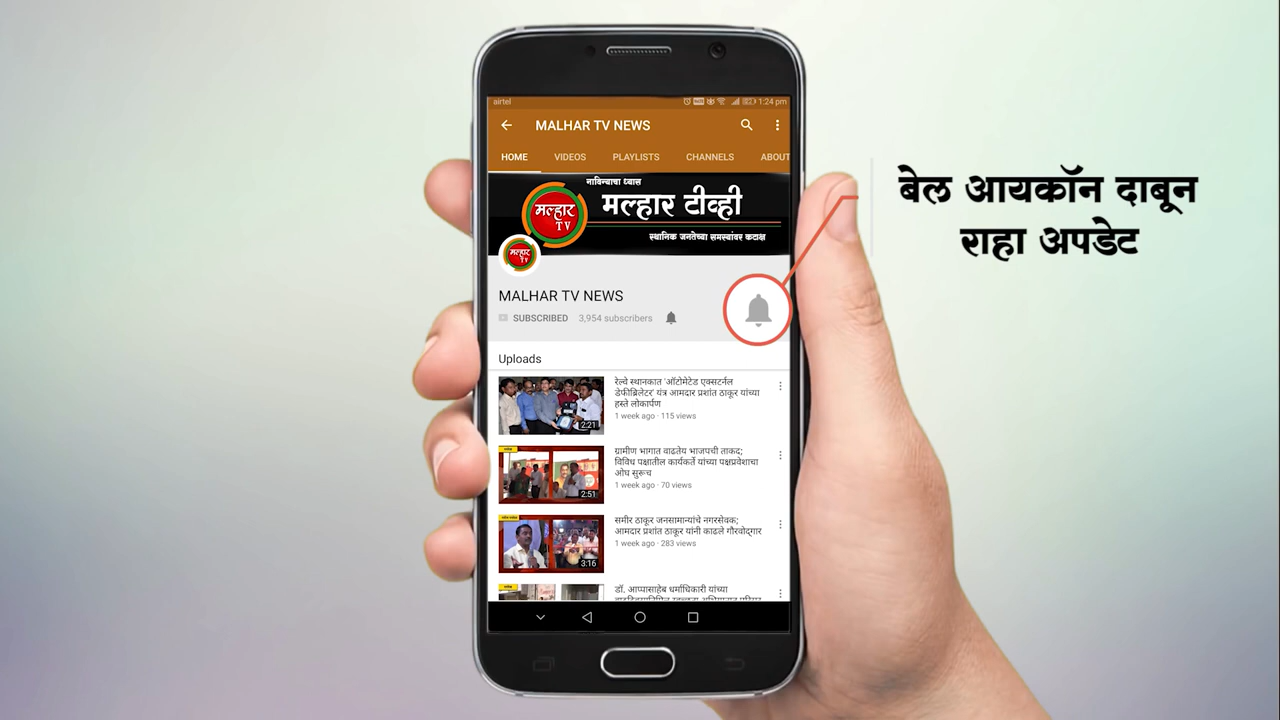 airtel 1:24 pm
MALHAR TV NEWS
HOME VIDEOS PLAYLISTS CHANNELS ABOUT
नाविन्याचा ध्यास
मल्हार टीव्ही
स्थानिक जनतेच्या समस्यांवर कटाक्ष
मल्हार
TV
मल्हार
TV
बेल आयकॉन दाबून
राहा अपडेट
MALHAR TV NEWS
SUBSCRIBED 3,954 subscribers
Uploads
रेल्वे स्थानकात 'ऑटोमेटेड एक्सटर्नल
डेफीब्रिलेटर' यंत्र आमदार प्रशांत ठाकूर यांच्या
हस्ते लोकार्पण
1 week ago · 115 views
2:21
ग्रामीण भागात वाढतेय भाजपची ताकद;
विविध पक्षातील कार्यकर्ते यांच्या पक्षप्रवेशाचा
ओघ सुरूच
1 week ago · 70 views
2:51
समीर ठाकूर जनसामान्यांचे नगरसेवक;
आमदार प्रशांत ठाकूर यांनी काढले गौरवोद्गार
1 week ago · 283 views
3:16
डॉ. आप्पासाहेब धर्माधिकारी यांच्या